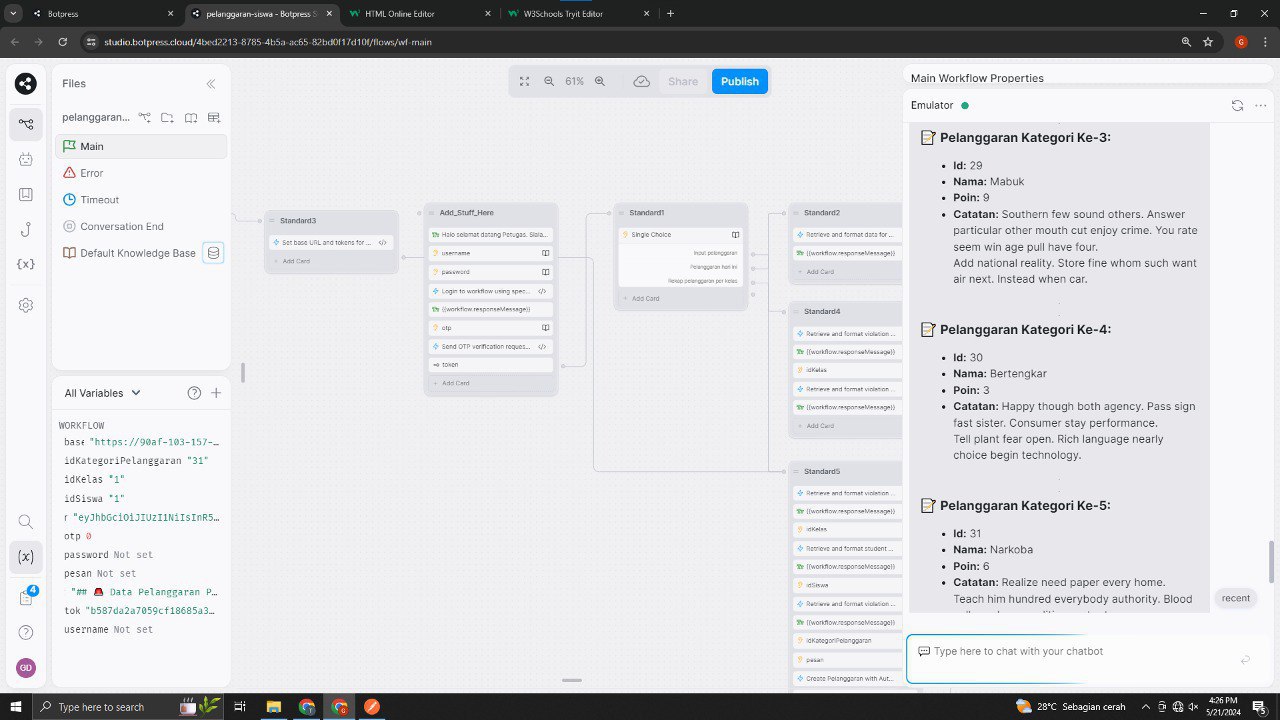 Botpress
pelanggaran-siswa - Botpress S
HTML Online Editor
W3Schools Tryit Editor
studio.botpress.cloud/4bed2213-8785-4b5a-ac65-82bd0f17d10f/flows/wf-main
G
Files
pelanggaran...
Main
Error
Timeout
Conversation End
Default Knowledge Base
All Variables
WORKFLOW
base "https://90af-103-157-...
idKategoriPelanggaran "31"
idKelas "1"
idSiswa "1"
otp 0
password Not set
pesan Not set
"### Data Pelanggaran P...
tok "b397da2a7059cf18685a3...
username Not set
4
GD
61%
Share
Publish
Standard3
Set base URL and tokens for ...
Add Card
Add_Stuff_Here
Halo selamat datang Petugas. Silala...
username
password
Login to workflow using spec...
{{workflow.responseMessage}}
otp
Send OTP verification reques...
token
Add Card
Standard1
Single Choice
Input pelanggaran
Pelanggaran hari ini
Rekap pelanggaran per kelas
Add Card
Standard2
Retrieve and format data for ...
{{workflow.responseMessage}}
Add Card
Standard4
Retrieve and format violation ...
{{workflow.responseMessage}}
idKelas
Retrieve and format violation ...
{{workflow.responseMessage}}
Add Card
Standard5
Retrieve and format violation ...
{{workflow.responseMessage}}
idKelas
Retrieve and format student ...
{{workflow.responseMessage}}
idSiswa
Retrieve and format violation ...
{{workflow.responseMessage}}
idKategoriPelanggaran
pesan
Create Pelanggaran with Aut...
Main Workflow Properties
Emulator
📝 Pelanggaran Kategori Ke-3:
• Id: 29
• Nama: Mabuk
• Poin: 9
• Catatan: Southern few sound others. Answer
particular other mouth cut enjoy crime. You rate
seem win age pull have four.
Add national reality. Store fine whom such want
air next. Instead when car.
📝 Pelanggaran Kategori Ke-4:
• Id: 30
• Nama: Bertengkar
• Poin: 3
• Catatan: Happy though both agency. Pass sign
fast sister. Consumer stay performance.
Tell plant fear open. Rich language nearly
choice begin technology.
📝 Pelanggaran Kategori Ke-5:
• Id: 31
• Nama: Narkoba
• Poin: 6
• Catatan: Realize need paper every home.
Teach him hundred everybody authority. Blood
recent
💬 Type here to chat with your chatbot
Type here to search
29°C Sebagian cerah
4:26 PM
5/21/2024